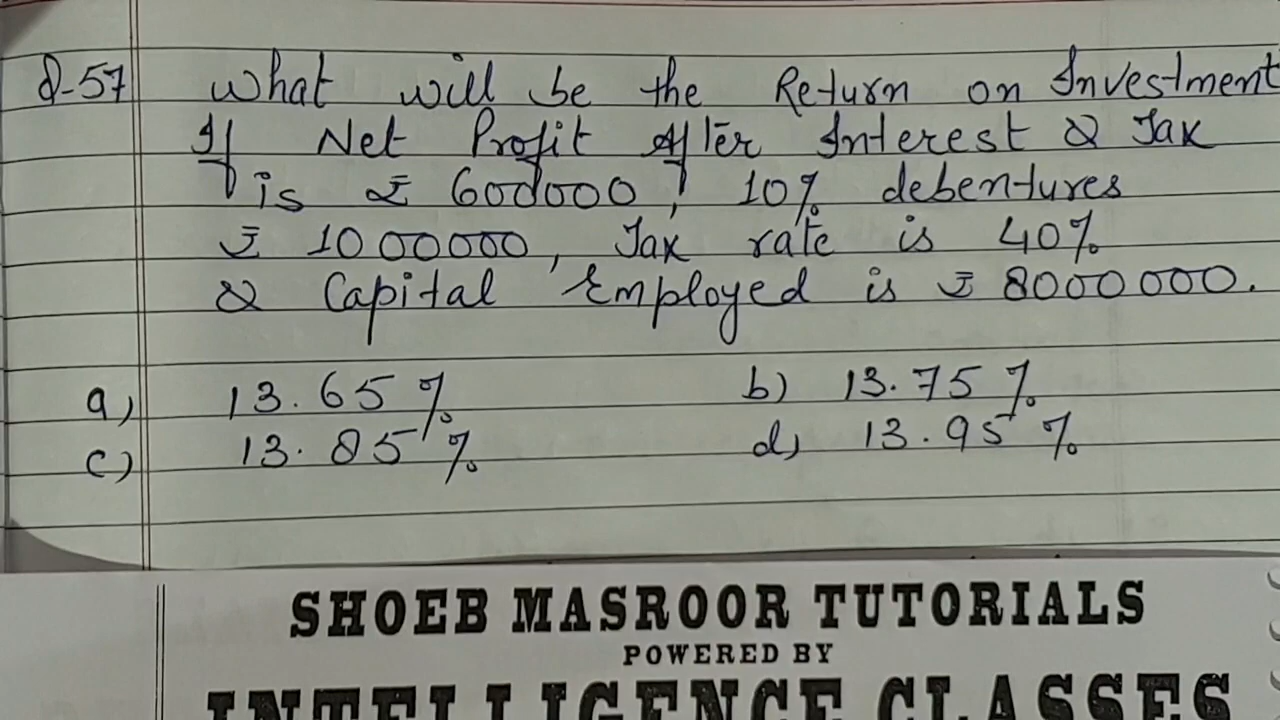 Q-57 What will be the Return on Investment
If Net Profit After Interest & Tax
is ₹ 600000, 10% debentures
₹ 1000000, Tax rate is 40%
& Capital Employed is ₹ 8000000.
a) 13.65% b) 13.75%
c) 13.85% d) 13.95%
SHOEB MASROOR TUTORIALS
POWERED BY
INTELLIGENCE CLASSES